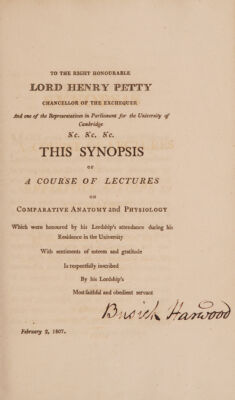 TO THE RIGHT HONOURABLE
LORD HENRY PETTY
CHANCELLOR OF THE EXCHEQUER
And one of the Representatives in Parliament for the University of
Cambridge
&c. &c. &c.
THIS SYNOPSIS
OF
A COURSE OF LECTURES
ON
COMPARATIVE ANATOMY and PHYSIOLOGY
Which were honoured by his Lordship's attendance during his
Residence in the University
With sentiments of esteem and gratitude
Is respectfully inscribed
By his Lordship's
Most faithful and obedient servant
Busick Harwood
February 2, 1807.